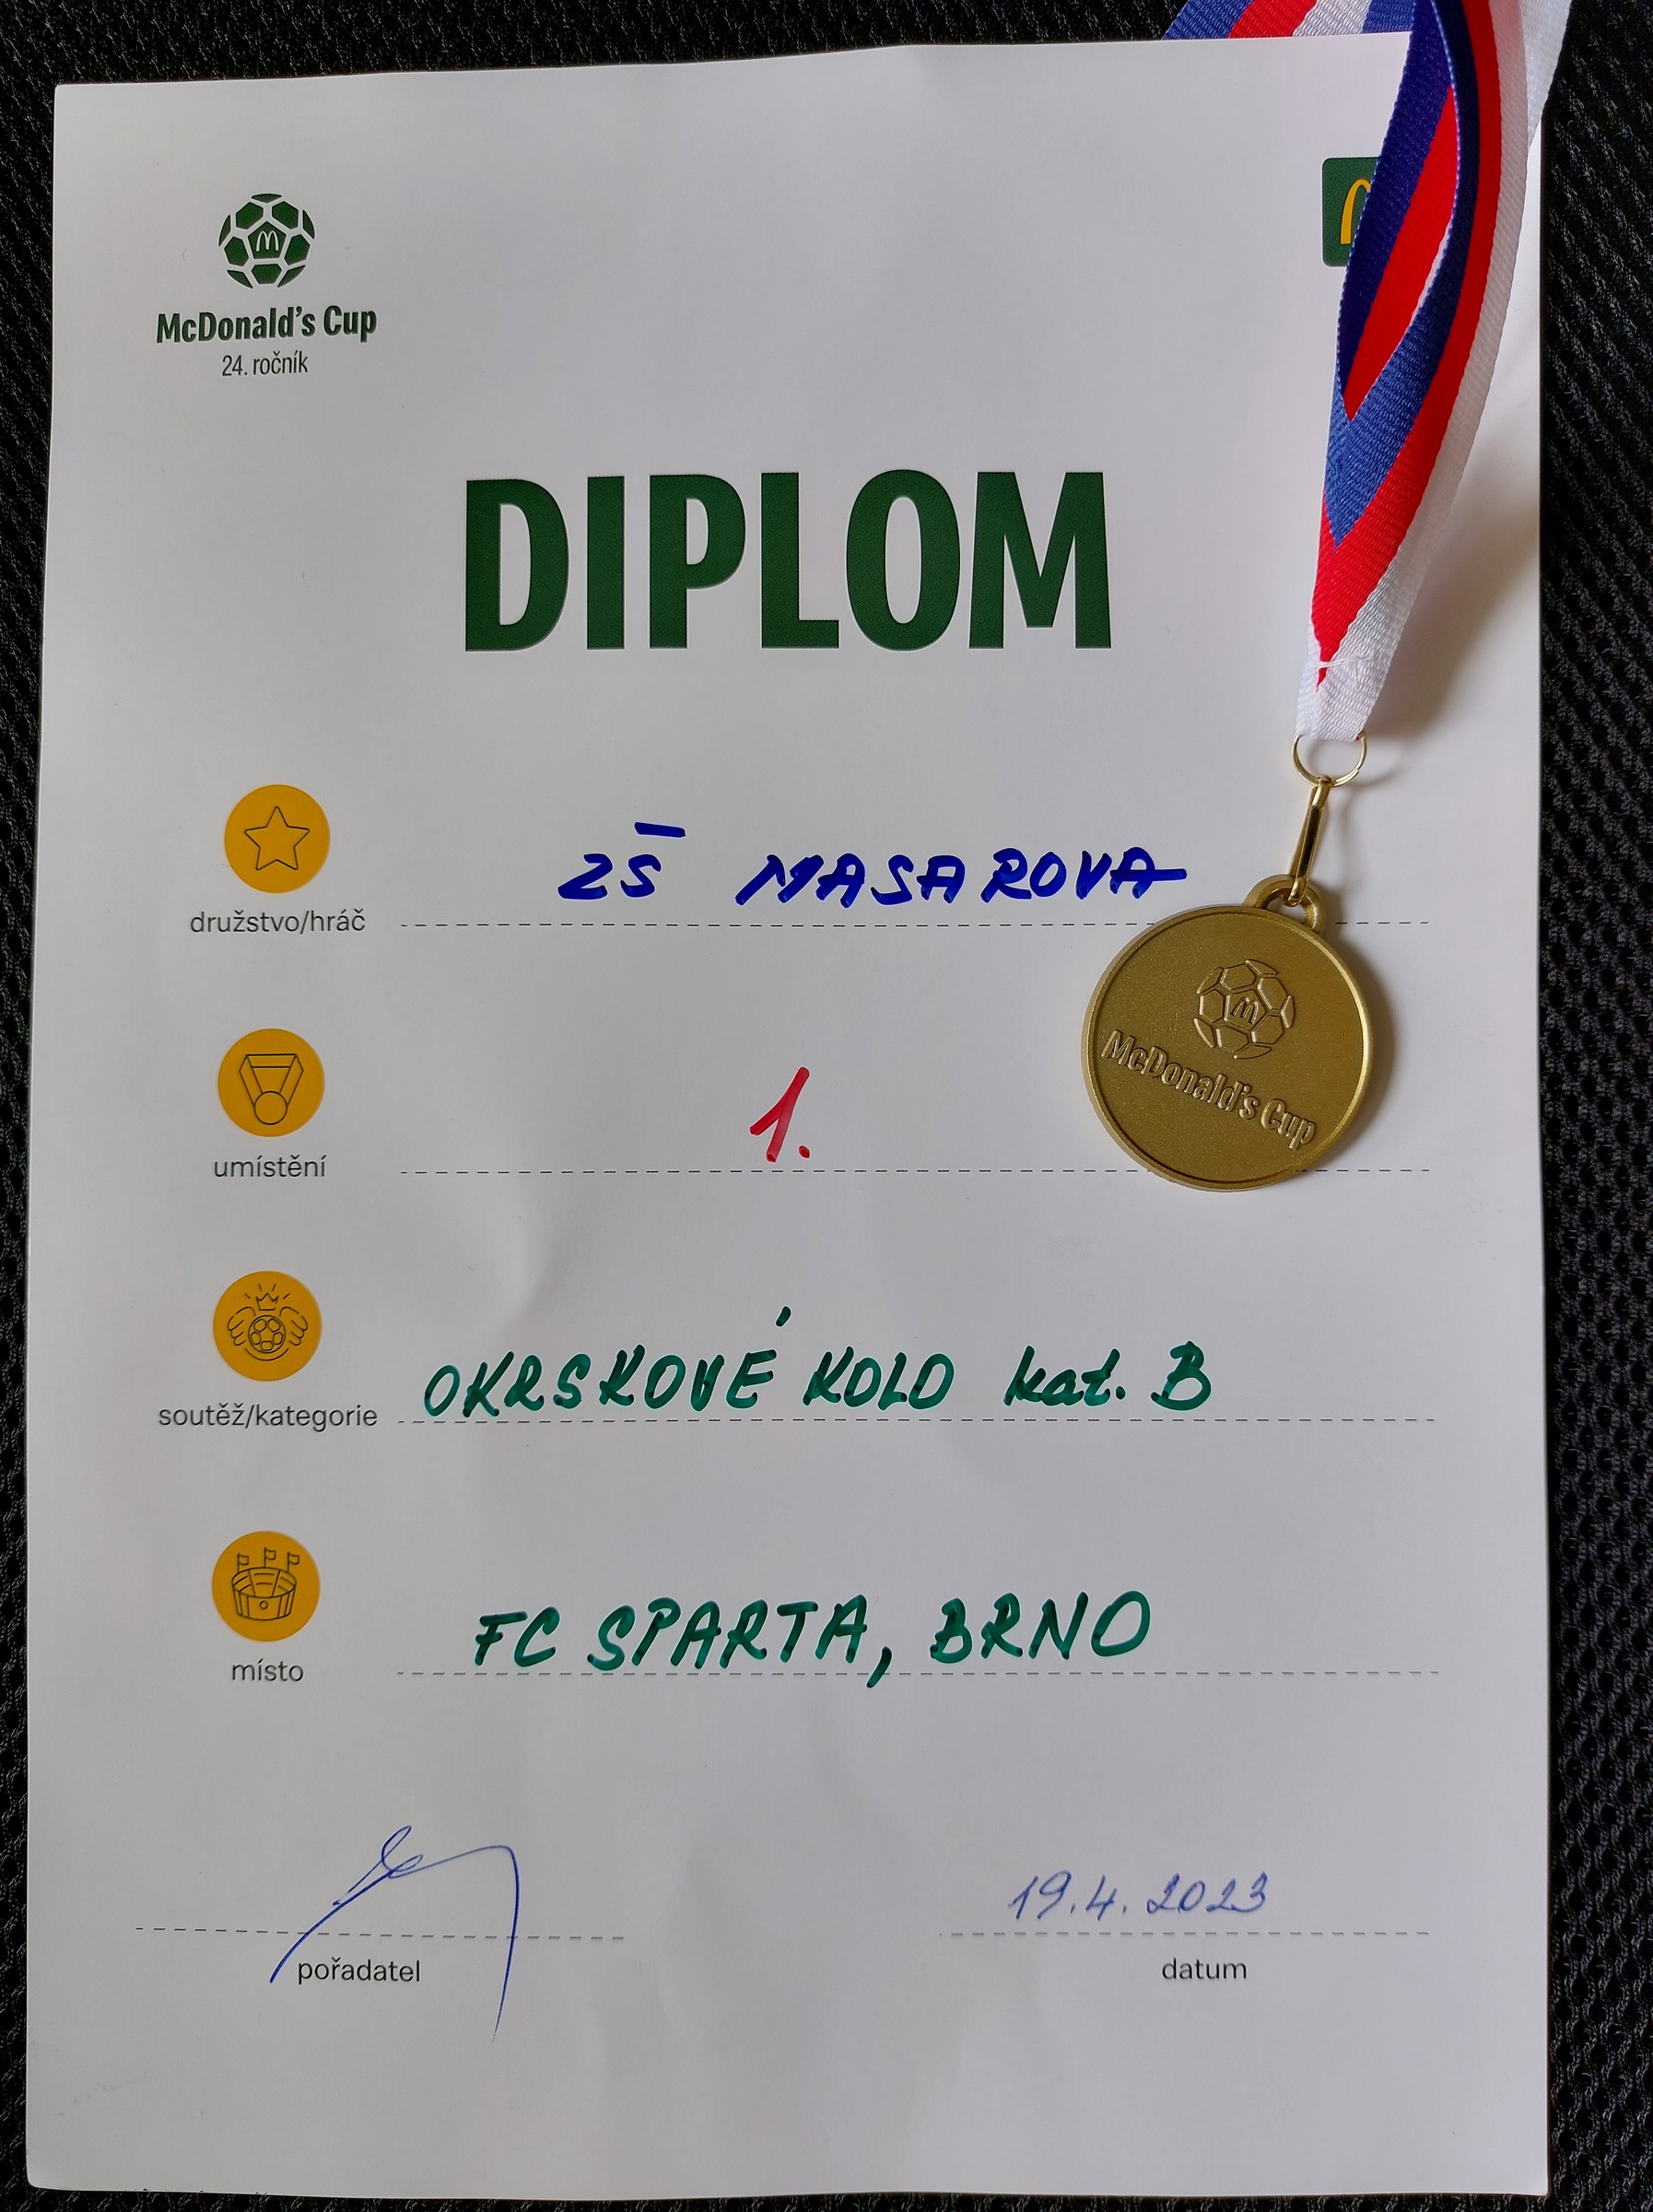 McDonald's Cup
24. ročník
DIPLOM
ZŠ MASAROVA
družstvo/hráč
McDonald's Cup
1.
umístění
OKRSKOVÉ KOLO kat. B
soutěž/kategorie
FC SPARTA, BRNO
místo
19.4.2023
pořadatel
datum